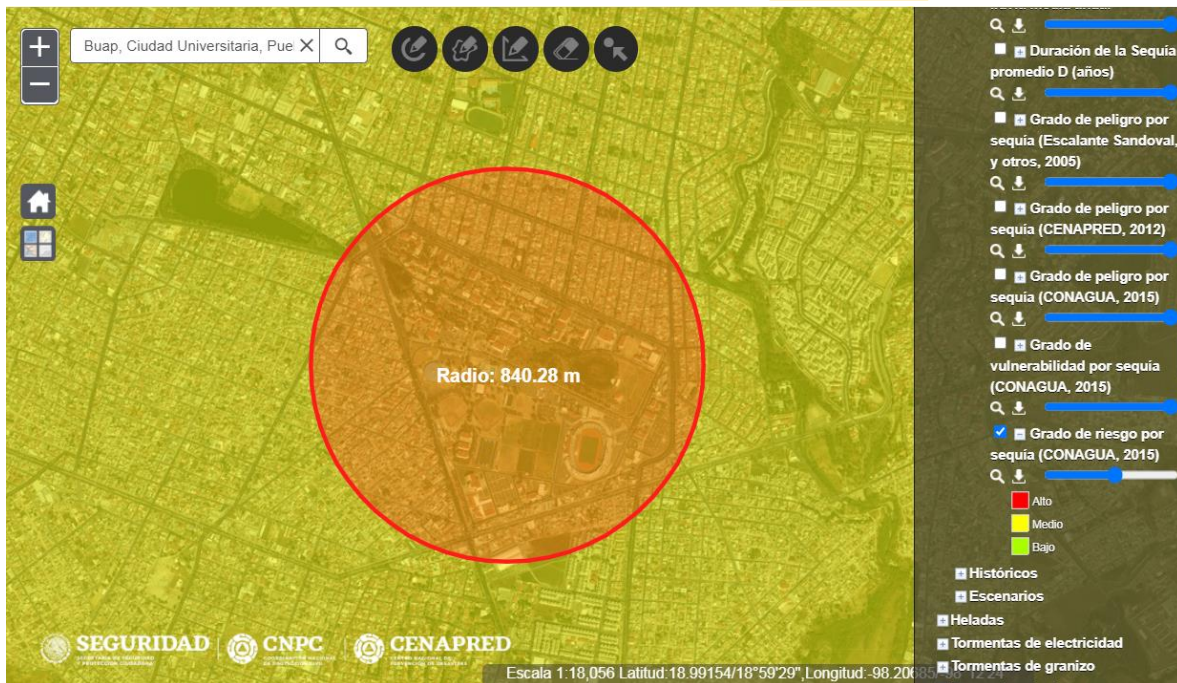 Buap, Ciudad Universitaria, Pue
Radio: 840.28 m
Duración de la Sequía
promedio D (años)
Grado de peligro por
sequía (Escalante Sandoval,
y otros, 2005)
Grado de peligro por
sequía (CENAPRED, 2012)
Grado de peligro por
sequía (CONAGUA, 2015)
Grado de
vulnerabilidad por sequía
(CONAGUA, 2015)
Grado de riesgo por
sequía (CONAGUA, 2015)
Alto
Medio
Bajo
Históricos
Escenarios
Heladas
Tormentas de electricidad
Tormentas de granizo
SEGURIDAD
CNPC
CENAPRED
Escala 1:18,056 Latitud:18.99154/18°59'29",Longitud:-98.20685/-98°12'24"